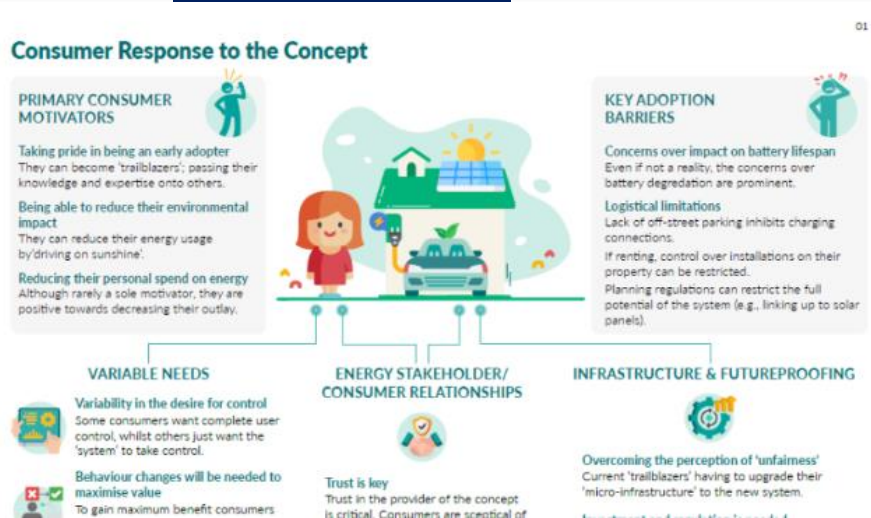 01
Consumer Response to the Concept
PRIMARY CONSUMER
MOTIVATORS
Taking pride in being an early adopter
They can become 'trailblazers'; passing their
knowledge and expertise onto others.
Being able to reduce their environmental
impact
They can reduce their energy usage
by'driving on sunshine'.
Reducing their personal spend on energy
Although rarely a sole motivator, they are
positive towards decreasing their outlay.
KEY ADOPTION
BARRIERS
Concerns over impact on battery lifespan
Even if not a reality, the concerns over
battery degredation are prominent.
Logistical limitations
Lack of off-street parking inhibits charging
connections.
If renting, control over installations on their
property can be restricted.
Planning regulations can restrict the full
potential of the system (e.g., linking up to solar
panels).
VARIABLE NEEDS
Variability in the desire for control
Some consumers want complete user
control, whilst others just want the
'system' to take control.
Behaviour changes will be needed to
maximise value
To gain maximum benefit consumers
ENERGY STAKEHOLDER/
CONSUMER RELATIONSHIPS
Trust is key
Trust in the provider of the concept
is critical. Consumers are sceptical of
INFRASTRUCTURE & FUTUREPROOFING
Overcoming the perception of 'unfairness'
Current 'trailblazers' having to upgrade their
'micro-infrastructure' to the new system.